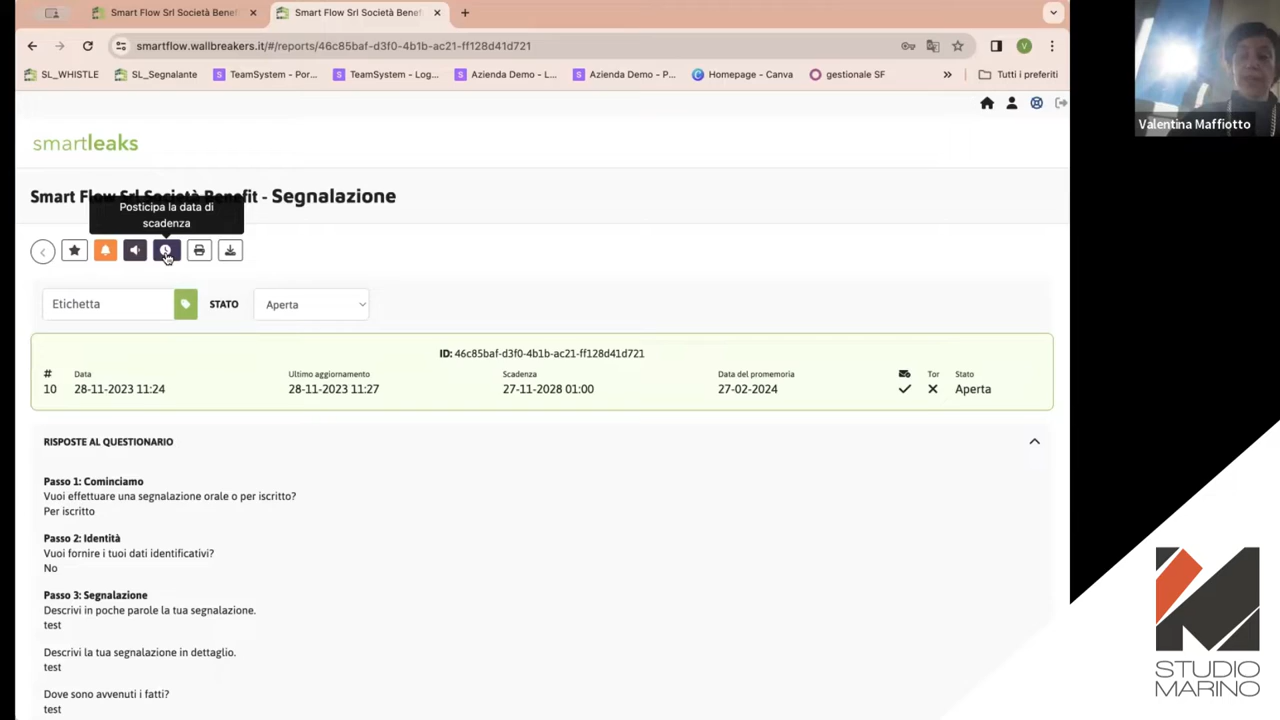 Smart Flow Srl Società Benef
Smart Flow Srl Società Benef
smartflow.wallbreakers.it/#/reports/46c85baf-d3f0-4b1b-ac21-ff128d41d721
V
SL_WHISTLE
SL_Segnalante
S TeamSystem - Por...
S TeamSystem - Log...
S Azienda Demo - L...
S Azienda Demo - P...
C Homepage - Canva
gestionale SF
»
Tutti i preferiti
Valentina Maffiotto
smartleaks
Smart Flow Srl Società Benefit - Segnalazione
Posticipa la data di
scadenza
Etichetta
STATO
Aperta
ID: 46c85baf-d3f0-4b1b-ac21-ff128d41d721
# Data Ultimo aggiornamento Scadenza Data del promemoria Tor Stato
10 28-11-2023 11:24 28-11-2023 11:27 27-11-2028 01:00 27-02-2024 Aperta
RISPOSTE AL QUESTIONARIO
Passo 1: Cominciamo
Vuoi effettuare una segnalazione orale o per iscritto?
Per iscritto
Passo 2: Identità
Vuoi fornire i tuoi dati identificativi?
No
Passo 3: Segnalazione
Descrivi in poche parole la tua segnalazione.
test
Descrivi la tua segnalazione in dettaglio.
test
Dove sono avvenuti i fatti?
test
STUDIO
MARINO